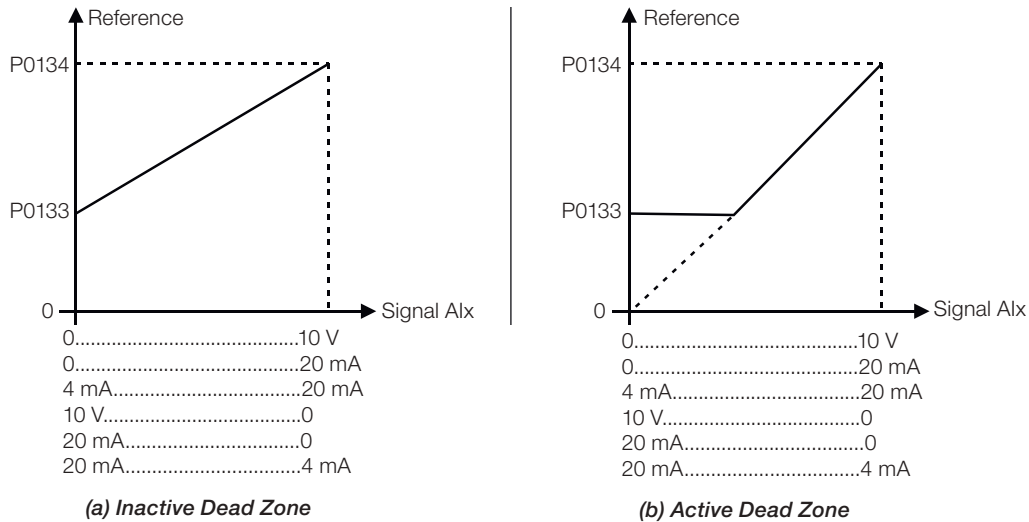 Reference
P0134
P0133
0
Signal AIx
0......................................10 V
0......................................20 mA
4 mA................................20 mA
10 V.................................0
20 mA..............................0
20 mA..............................4 mA
(a) Inactive Dead Zone
Reference
P0134
P0133
0
Signal AIx
0......................................10 V
0......................................20 mA
4 mA................................20 mA
10 V.................................0
20 mA..............................0
20 mA..............................4 mA
(b) Active Dead Zone